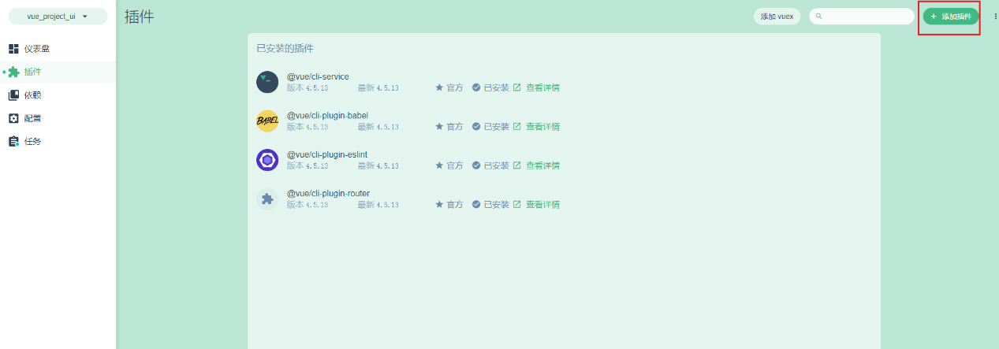 vue_project_ui
插件
添加 vuex
添加插件
仪表盘
插件
依赖
配置
任务
已安装的插件
@vue/cli-service
版本 4.5.13 最新 4.5.13 官方 已安装 查看详情
BABEL
@vue/cli-plugin-babel
版本 4.5.13 最新 4.5.13 官方 已安装 查看详情
@vue/cli-plugin-eslint
版本 4.5.13 最新 4.5.13 官方 已安装 查看详情
@vue/cli-plugin-router
版本 4.5.13 最新 4.5.13 官方 已安装 查看详情